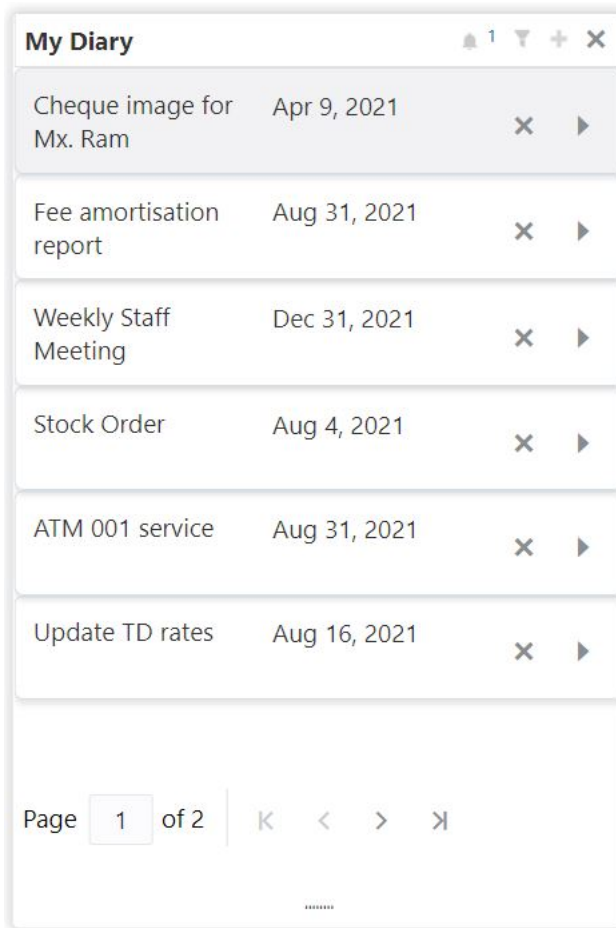 My Diary 1
Cheque image for Apr 9, 2021
Mx. Ram
Fee amortisation Aug 31, 2021
report
Weekly Staff Dec 31, 2021
Meeting
Stock Order Aug 4, 2021
ATM 001 service Aug 31, 2021
Update TD rates Aug 16, 2021
Page 1 of 2